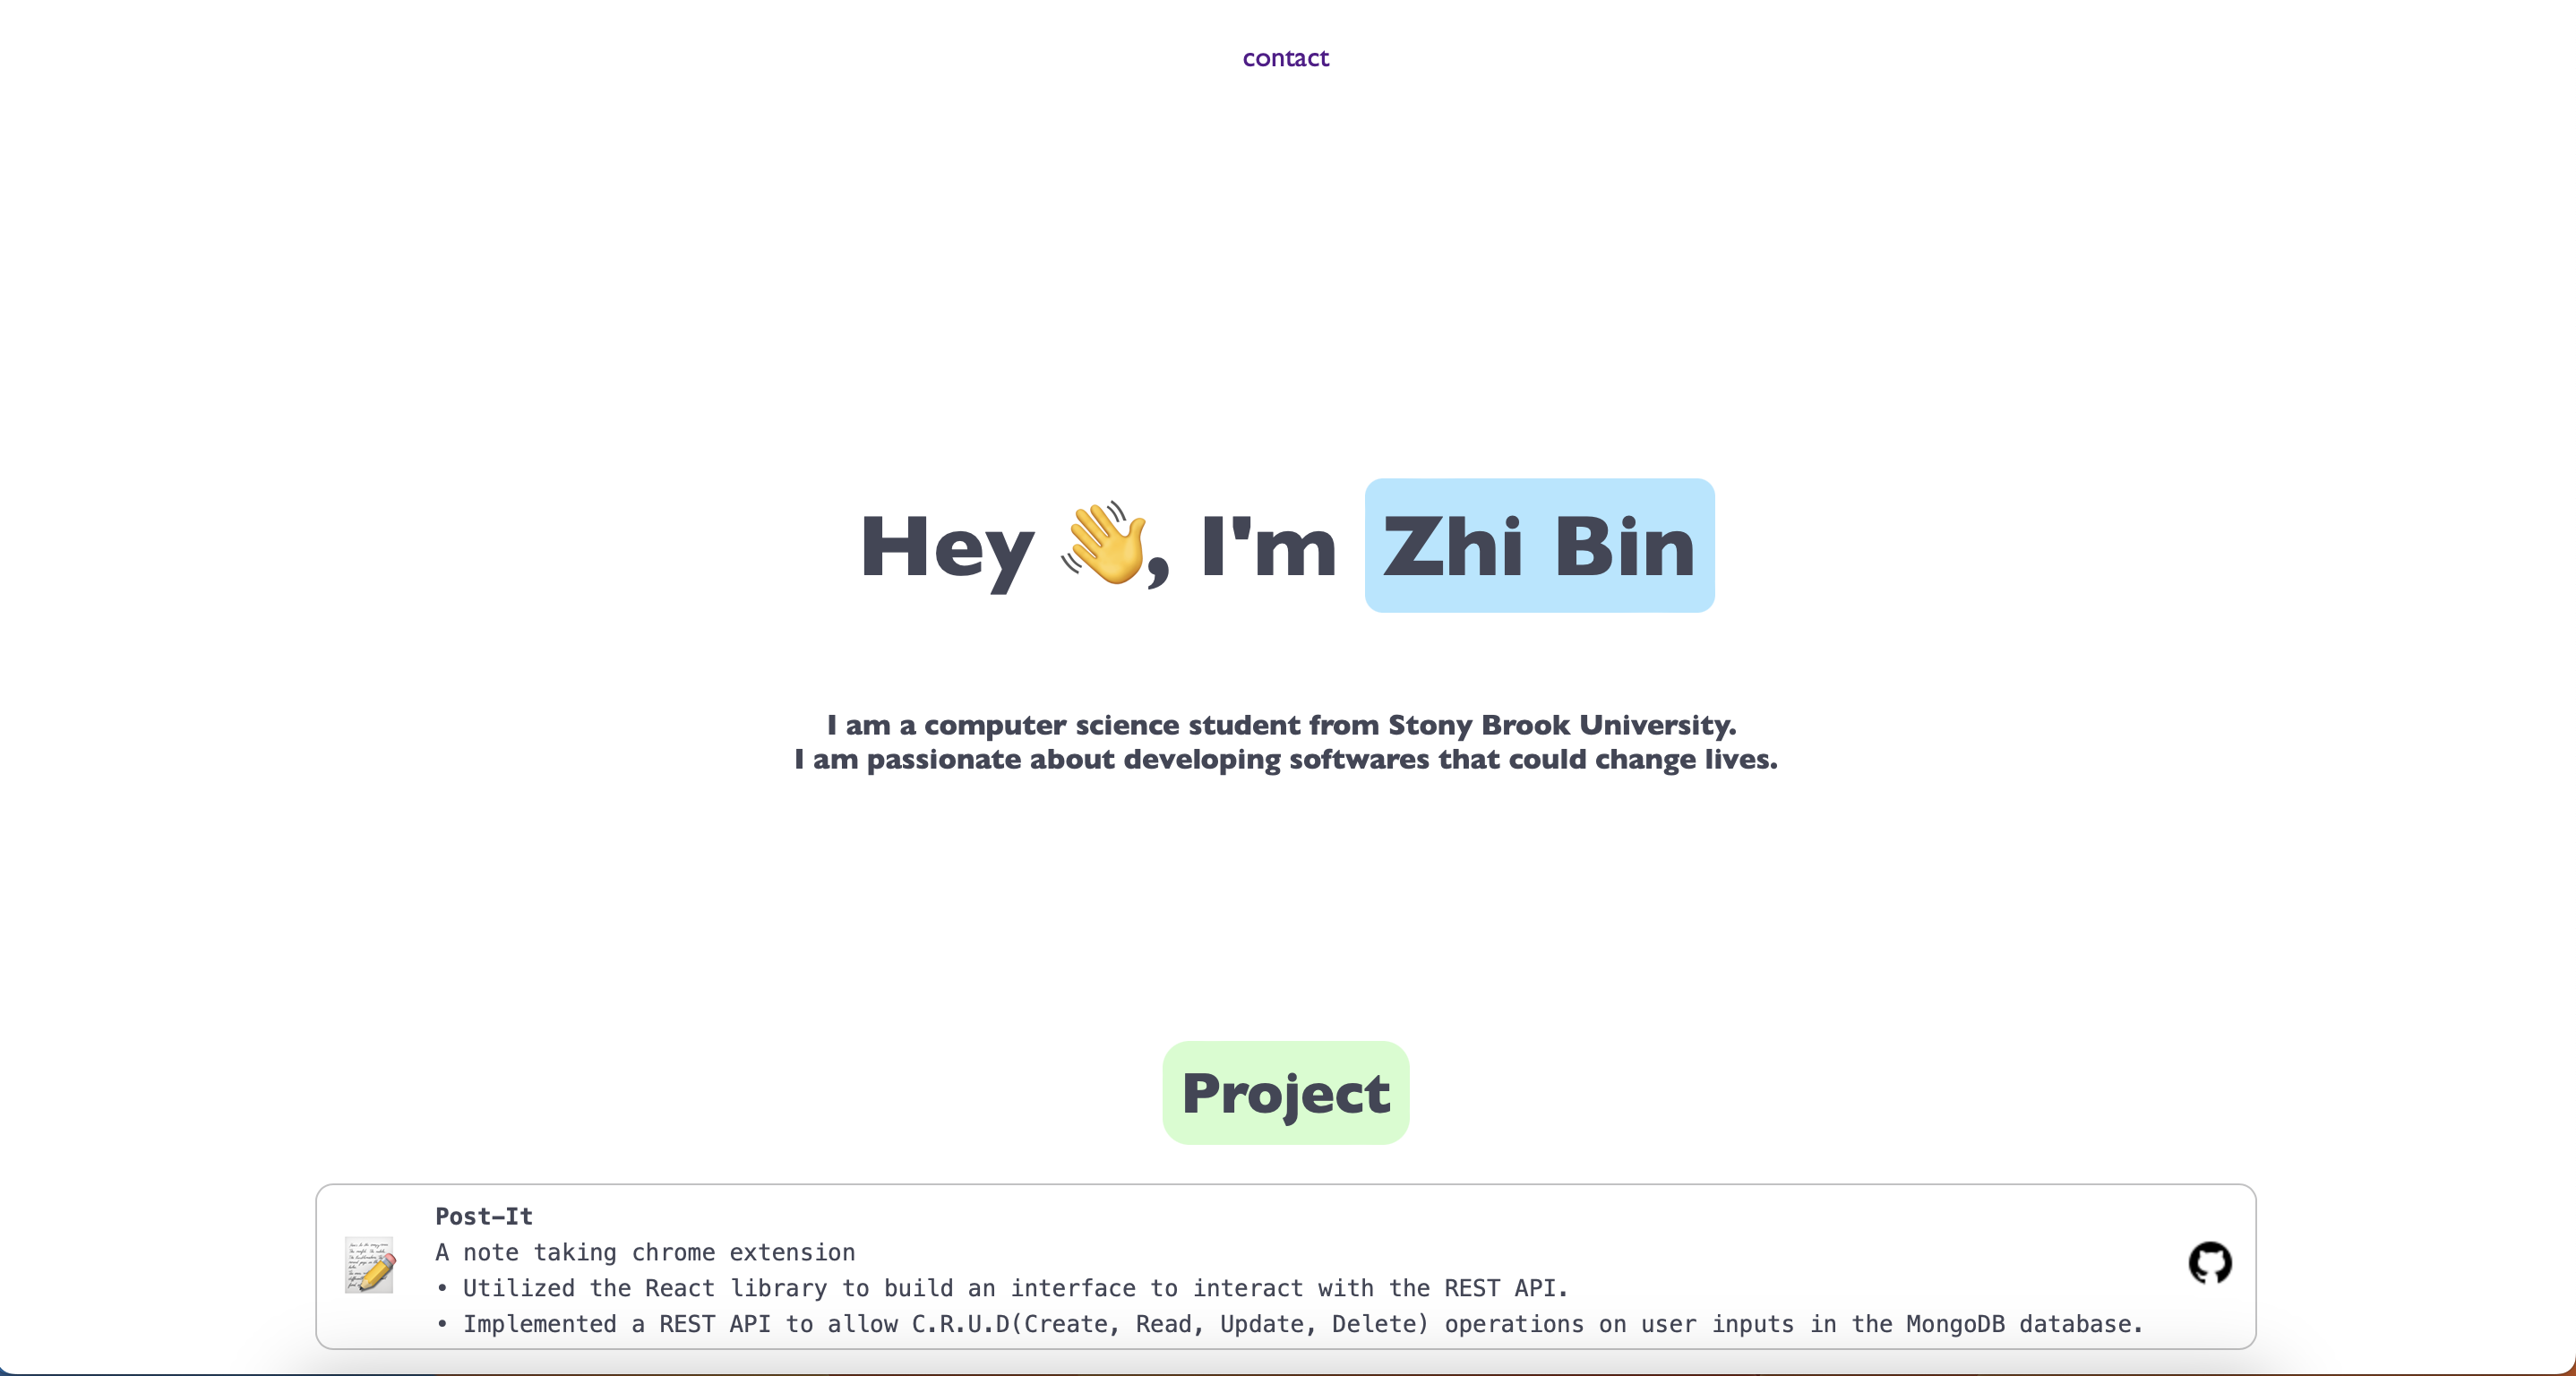 contact
Hey 👋, I'm Zhi Bin
I am a computer science student from Stony Brook University.
I am passionate about developing softwares that could change lives.
Project
Post-It
A note taking chrome extension
• Utilized the React library to build an interface to interact with the REST API.
• Implemented a REST API to allow C.R.U.D(Create, Read, Update, Delete) operations on user inputs in the MongoDB database.